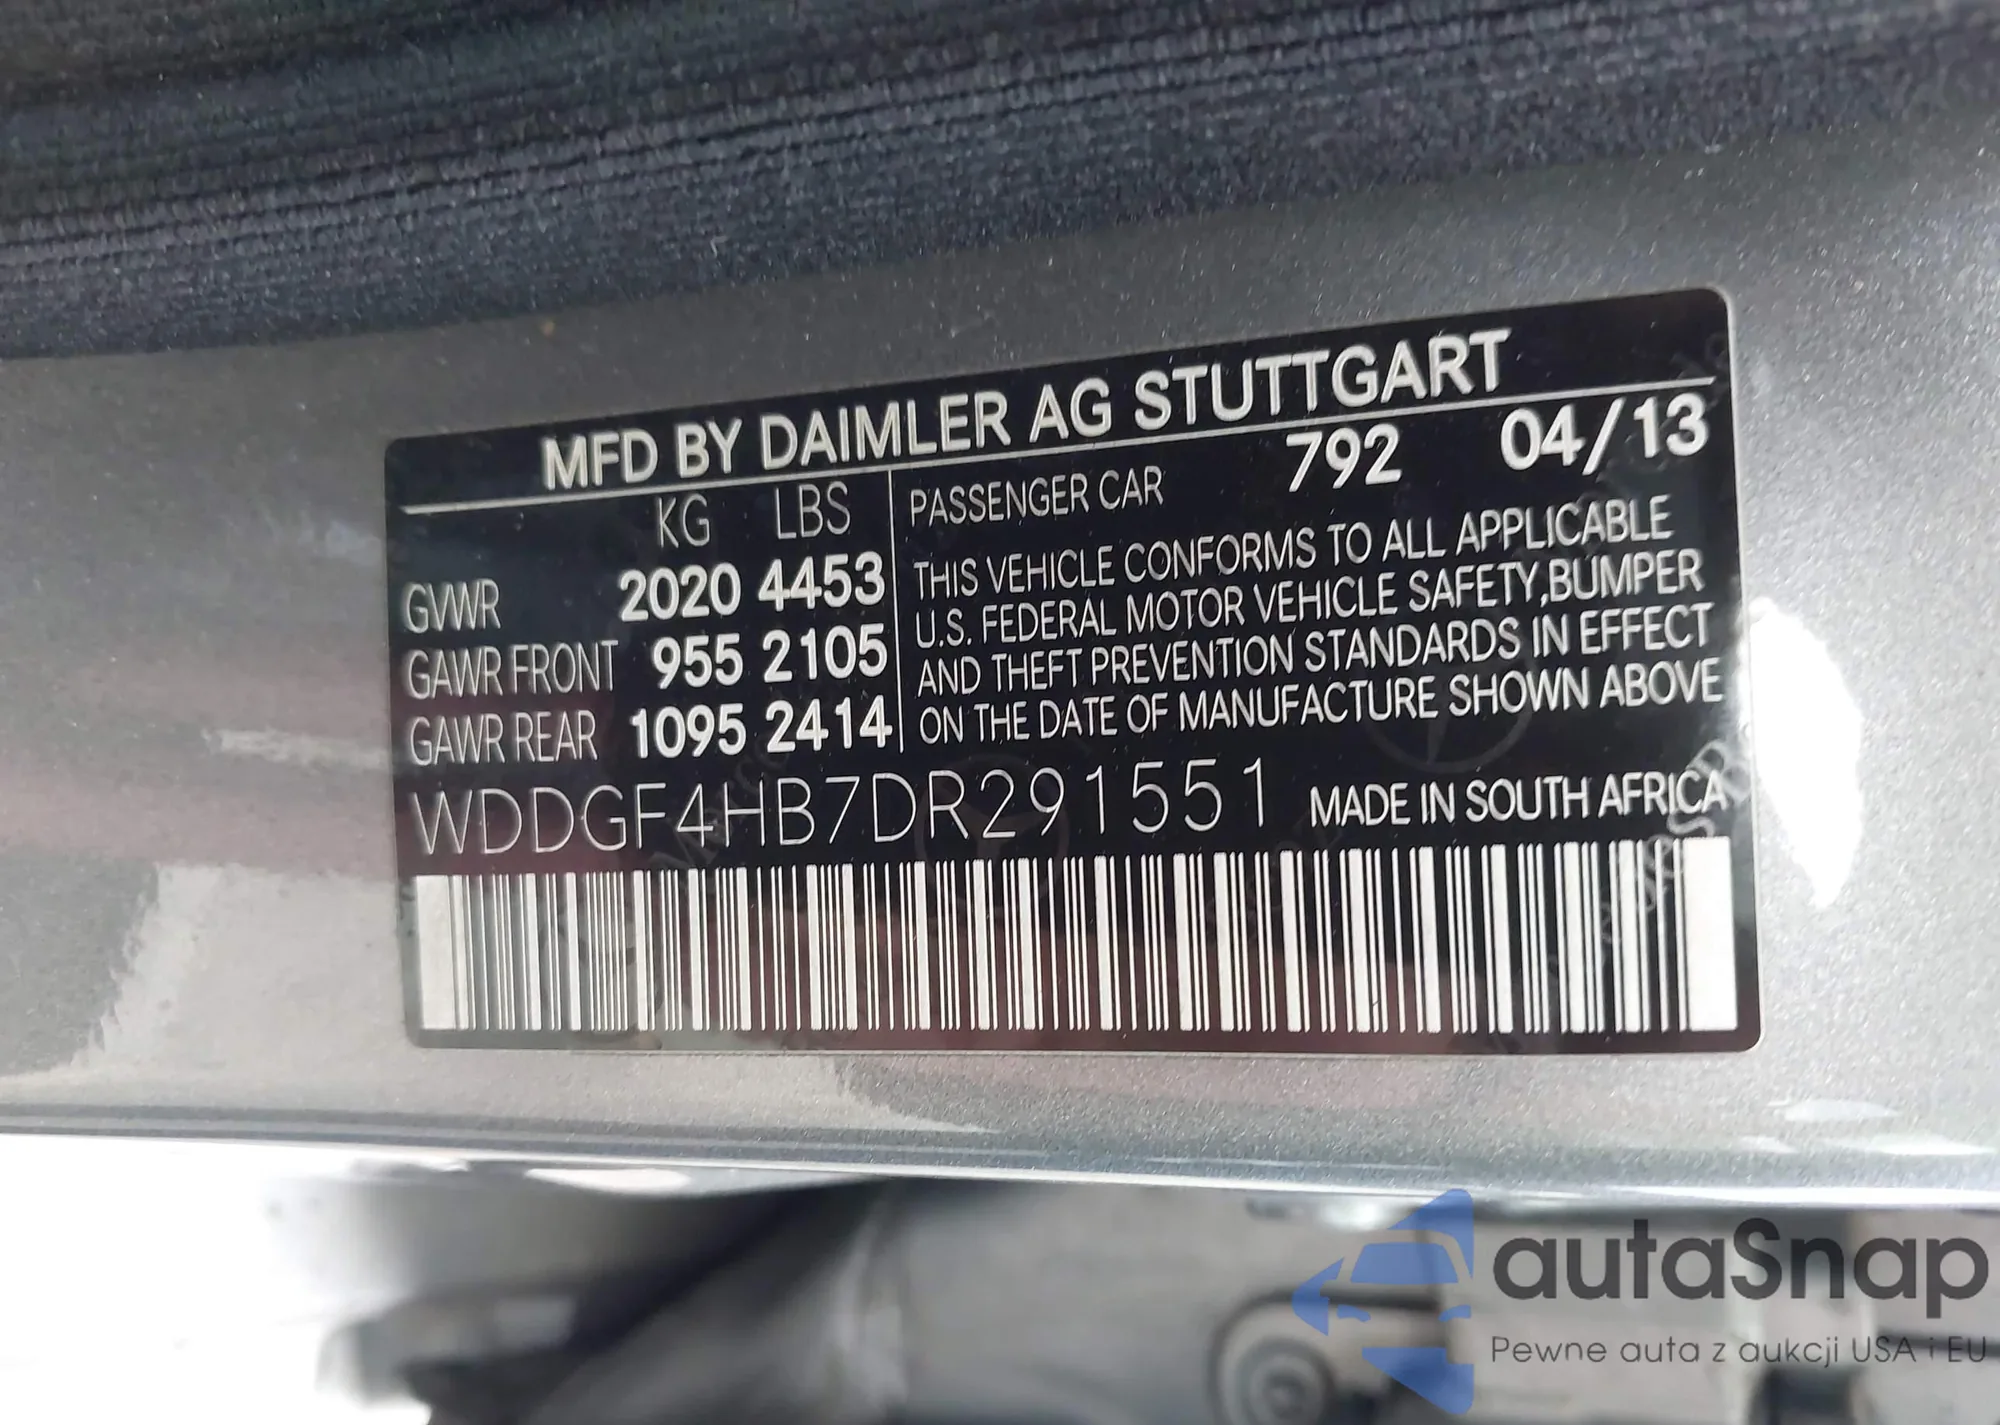 MFD BY DAIMLER AG STUTTGART
KG LBS
GVWR 2020 4453
GAWR FRONT 955 2105
GAWR REAR 1095 2414
PASSENGER CAR 792 04/13
THIS VEHICLE CONFORMS TO ALL APPLICABLE
U.S. FEDERAL MOTOR VEHICLE SAFETY,BUMPER
AND THEFT PREVENTION STANDARDS IN EFFECT
ON THE DATE OF MANUFACTURE SHOWN ABOVE
WDDGF4HB7DR291551 MADE IN SOUTH AFRICA
autaSnap
Pewne auta z aukcji USA i EU